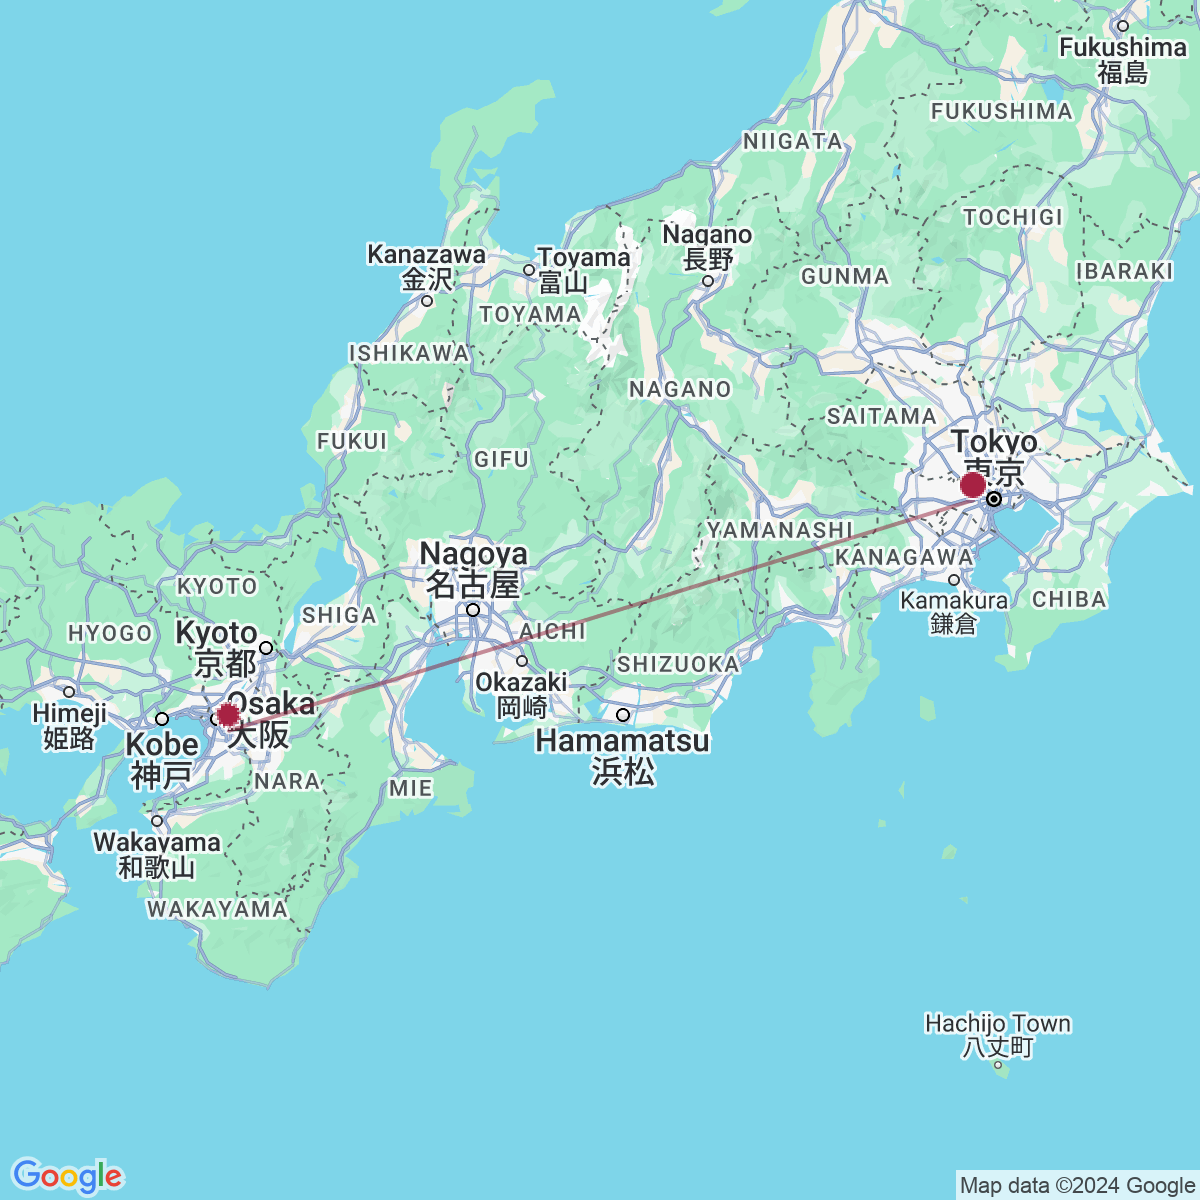 Fukushima
福島
FUKUSHIMA
NIIGATA
TOCHIGI
Nagano
長野
Kanazawa
金沢
Toyama
富山
GUNMA
IBARAKI
TOYAMA
ISHIKAWA
NAGANO
SAITAMA
FUKUI
Tokyo
東京
GIFU
YAMANASHI
Nagoya
名古屋
KANAGAWA
KYOTO
Kamakura
鎌倉
CHIBA
SHIGA
HYOGO
Kyoto
京都
AICHI
SHIZUOKA
Okazaki
岡崎
Osaka
大阪
Himeji
姫路
Kobe
神戸
Hamamatsu
浜松
NARA
MIE
Wakayama
和歌山
WAKAYAMA
Hachijo Town
八丈町
Google
Map data ©2024 Google